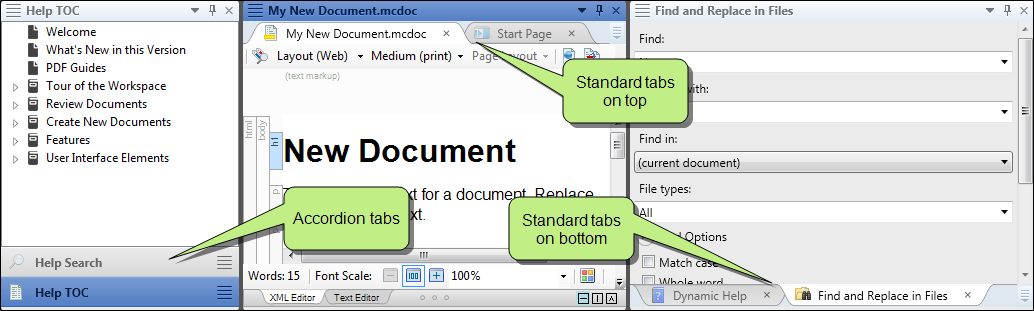 Help TOC
Welcome
What's New in this Version
PDF Guides
Tour of the Workspace
Review Documents
Create New Documents
Features
User Interface Elements
Accordion tabs
Help Search
Help TOC
My New Document.mcdoc
My New Document.mcdoc
Start Page
Layout (Web)
Medium (print)
Page Layout
(text markup)
Standard tabs
on top
html
body
h1
New Document
p
xt for a document. Replace
xt.
Words: 15
Font Scale:
100
100%
XML Editor
Text Editor
Find and Replace in Files
Find:
with:
Find in:
(current document)
File types:
All
Options
Match case
Whole word
Standard tabs
on bottom
Dynamic Help
Find and Replace in Files